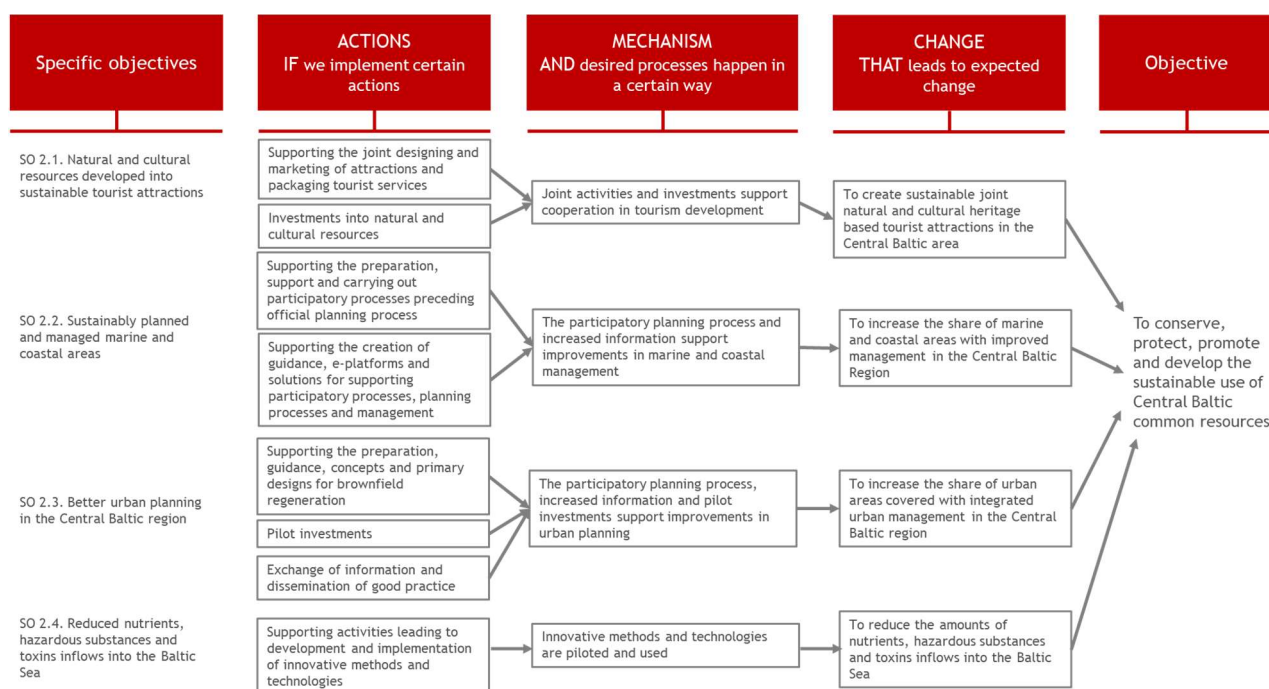 Specific objectives
ACTIONS
IF we implement certain
actions
MECHANISM
AND desired processes happen in
a certain way
CHANGE
THAT leads to expected
change
Objective
SO 2.1. Natural and cultural
resources developed into
sustainable tourist attractions
Supporting the joint designing and
marketing of attractions and
packaging tourist services
Investments into natural and
cultural resources
Joint activities and investments support
cooperation in tourism development
To create sustainable joint
natural and cultural heritage
based tourist attractions in the
Central Baltic area
SO 2.2. Sustainably planned
and managed marine and
coastal areas
Supporting the preparation,
support and carrying out
participatory processes preceding
official planning process
Supporting the creation of
guidance, e-platforms and
solutions for supporting
participatory processes, planning
processes and management
The participatory planning process and
increased information support
improvements in marine and coastal
management
To increase the share of marine
and coastal areas with improved
management in the Central Baltic
Region
To conserve,
protect, promote
and develop the
sustainable use of
Central Baltic
common resources
SO 2.3. Better urban planning
in the Central Baltic region
Supporting the preparation,
guidance, concepts and primary
designs for brownfield
regeneration
Pilot investments
Exchange of information and
dissemination of good practice
The participatory planning process,
increased information and pilot
investments support improvements in
urban planning
To increase the share of urban
areas covered with integrated
urban management in the Central
Baltic region
SO 2.4. Reduced nutrients,
hazardous substances and
toxins inflows into the Baltic
Sea
Supporting activities leading to
development and implementation
of innovative methods and
technologies
Innovative methods and technologies
are piloted and used
To reduce the amounts of
nutrients, hazardous substances
and toxins inflows into the Baltic
Sea